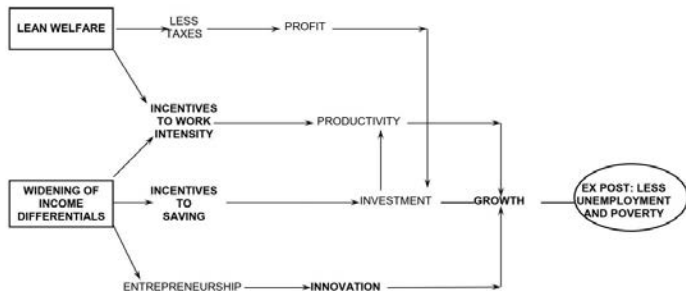 LEAN WELFARE
LESS
TAXES
PROFIT
INCENTIVES
TO WORK
INTENSITY
PRODUCTIVITY
WIDENING OF
INCOME
DIFFERENTIALS
INCENTIVES
TO
SAVING
INVESTMENT
GROWTH
EX POST: LESS
UNEMPLOYMENT
AND POVERTY
ENTREPRENEURSHIP
INNOVATION